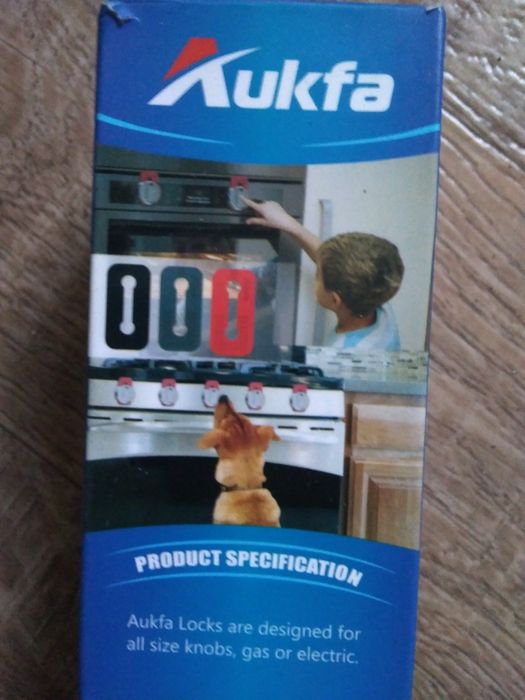 Aukfa
PRODUCT SPECIFICATION
Aukfa Locks are designed for
all size knobs, gas or electric.